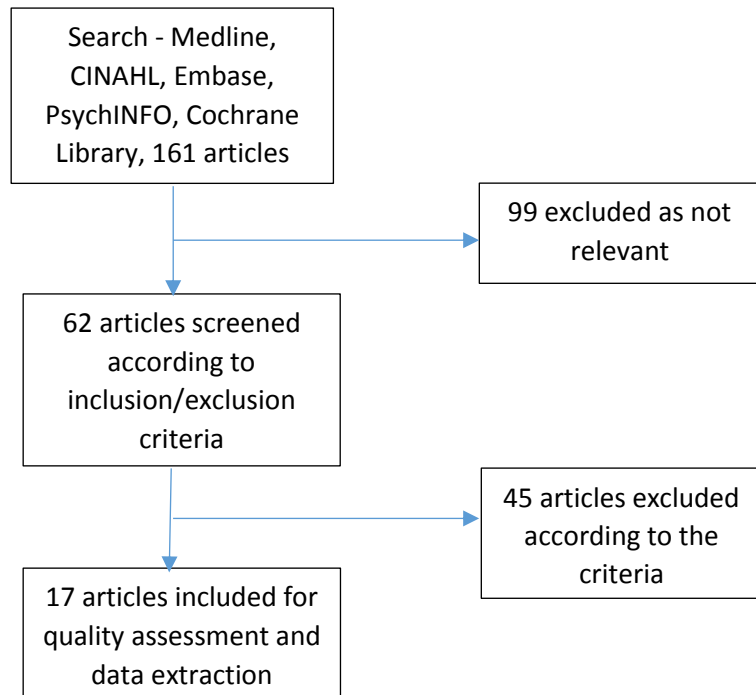 Search - Medline,
CINAHL, Embase,
PsychINFO, Cochrane
Library, 161 articles
99 excluded as not
relevant
62 articles screened
according to
inclusion/exclusion
criteria
45 articles excluded
according to the
criteria
17 articles included for
quality assessment and
data extraction